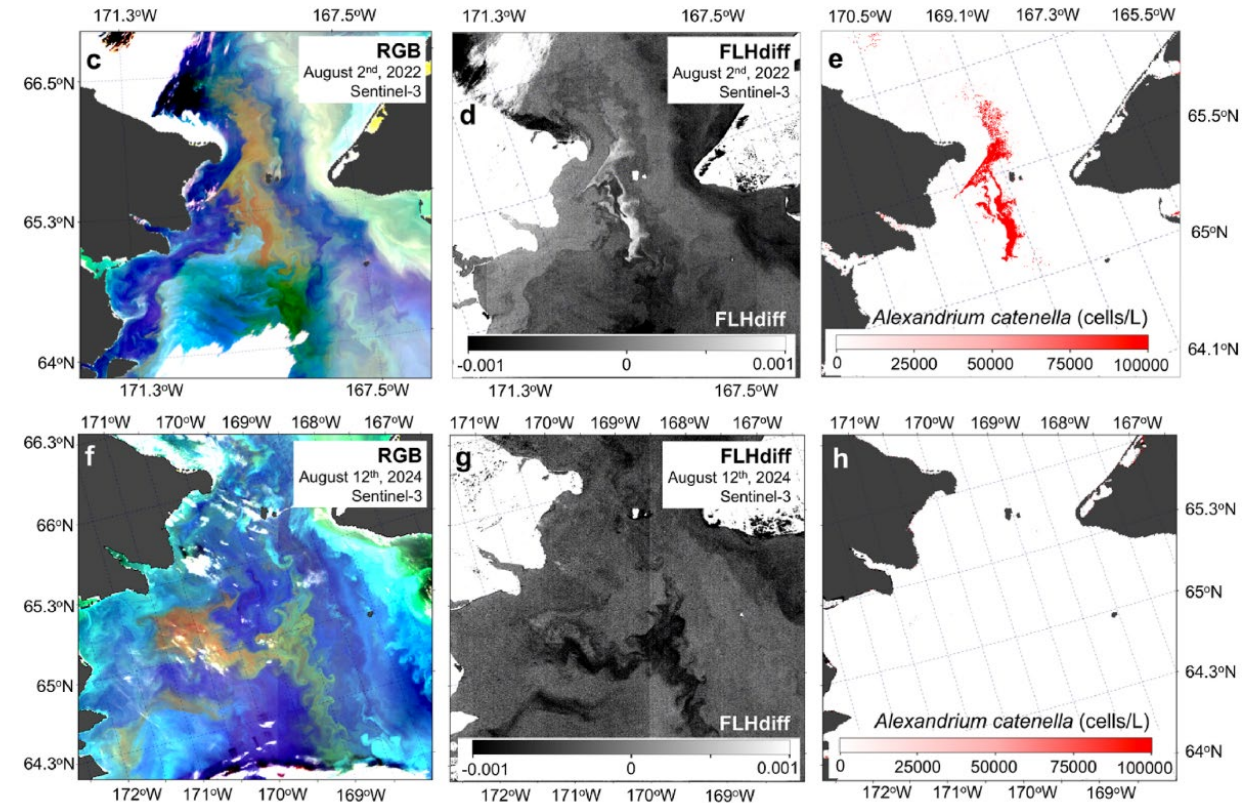 171.3°W 167.5°W 171.3°W 167.5°W 170.5°W 169.1°W 167.3°W 165.5°W
c
RGB
August 2nd, 2022
Sentinel-3
66.5°N
65.3°N
64°N
171.3°W 167.5°W
d
FLHdiff
August 2nd, 2022
Sentinel-3
FLHdiff
-0.001 0 0.001
171.3°W 167.5°W
e
65.5°N
65°N
64.1°N
Alexandrium catenella (cells/L)
0 25000 50000 75000 100000
171°W 170°W 169°W 168°W 167°W 171°W 170°W 169°W 168°W 167°W 171°W 170°W 169°W 168°W 167°W
f
RGB
August 12th, 2024
Sentinel-3
66.3°N
66°N
65.3°N
65°N
64.3°N
172°W 171°W 170°W 169°W
g
FLHdiff
August 12th, 2024
Sentinel-3
FLHdiff
-0.001 0 0.001
172°W 171°W 170°W 169°W
h
65.3°N
65°N
64.3°N
64°N
Alexandrium catenella (cells/L)
0 25000 50000 75000 100000
172°W 171°W 170°W 169°W